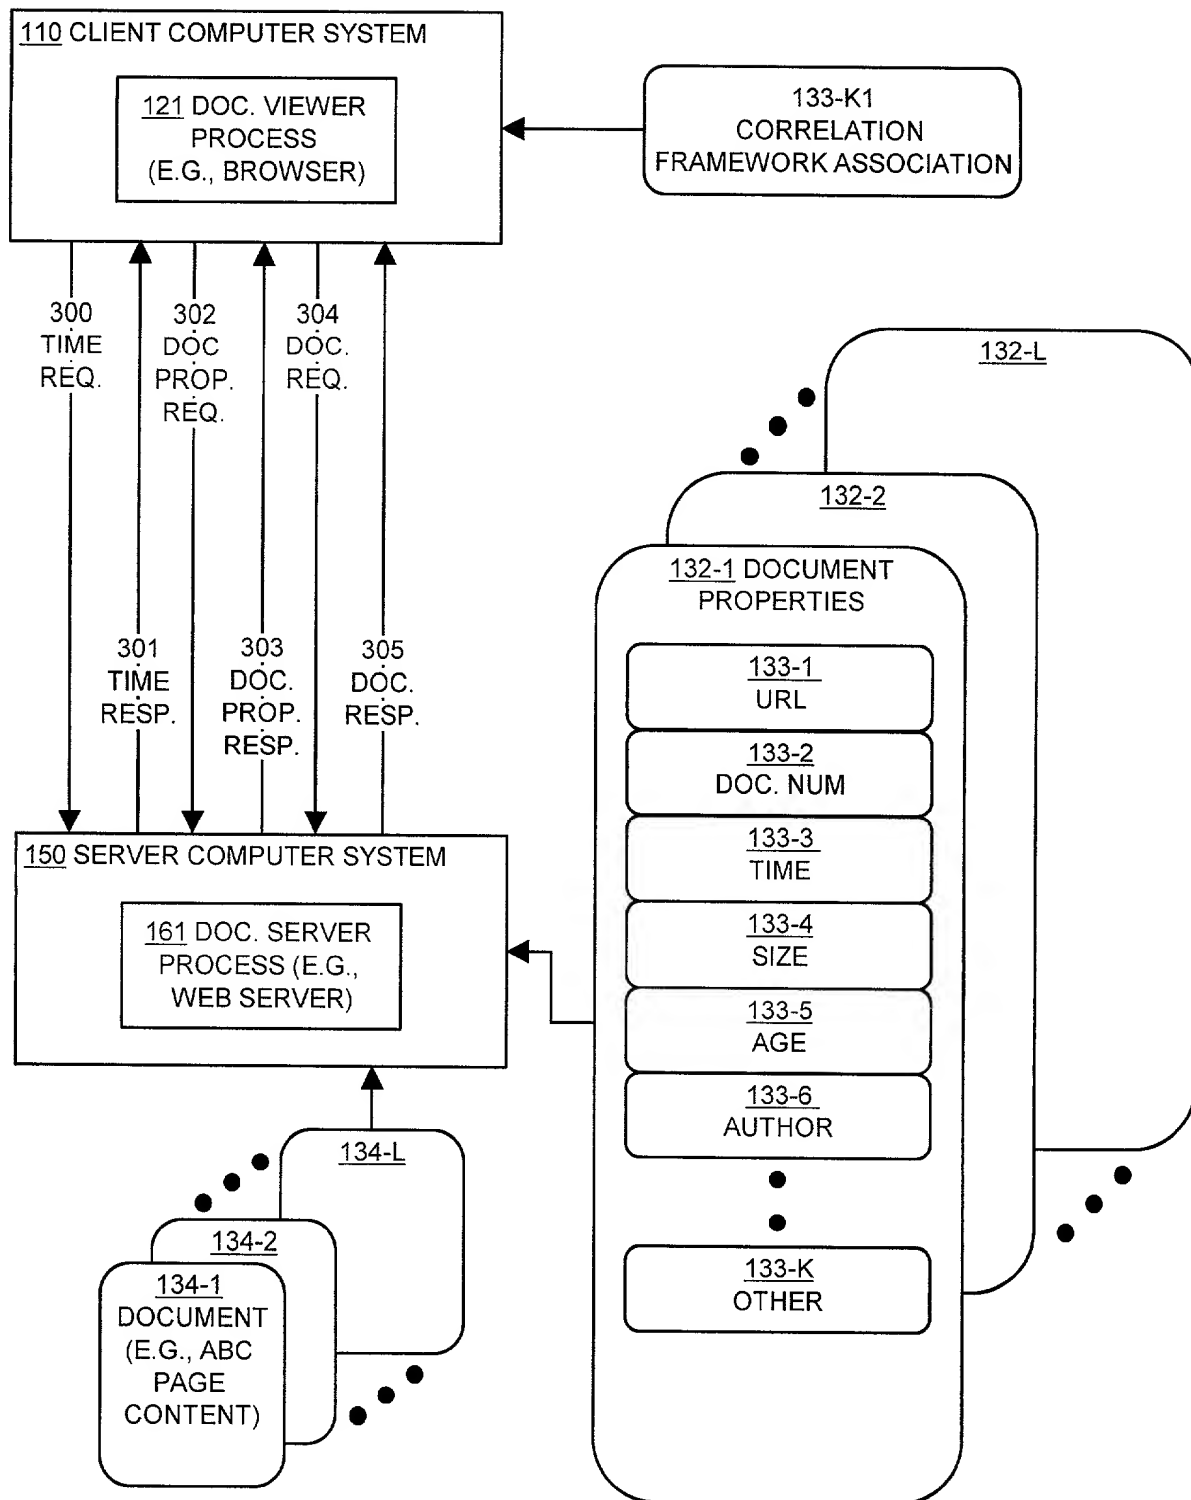 110 CLIENT COMPUTER SYSTEM
121 DOC. VIEWER
PROCESS
(E.G., BROWSER)
133-K1
CORRELATION
FRAMEWORK ASSOCIATION
300
TIME
REQ.
302
DOC
PROP.
REQ.
304
DOC.
REQ.
301
TIME
RESP.
303
DOC.
PROP.
RESP.
305
DOC.
RESP.
132-L
132-2
132-1 DOCUMENT
PROPERTIES
133-1
URL
133-2
DOC. NUM
133-3
TIME
133-4
SIZE
133-5
AGE
133-6
AUTHOR
133-K
OTHER
150 SERVER COMPUTER SYSTEM
161 DOC. SERVER
PROCESS (E.G.,
WEB SERVER)
134-L
134-2
134-1
DOCUMENT
(E.G., ABC
PAGE
CONTENT)